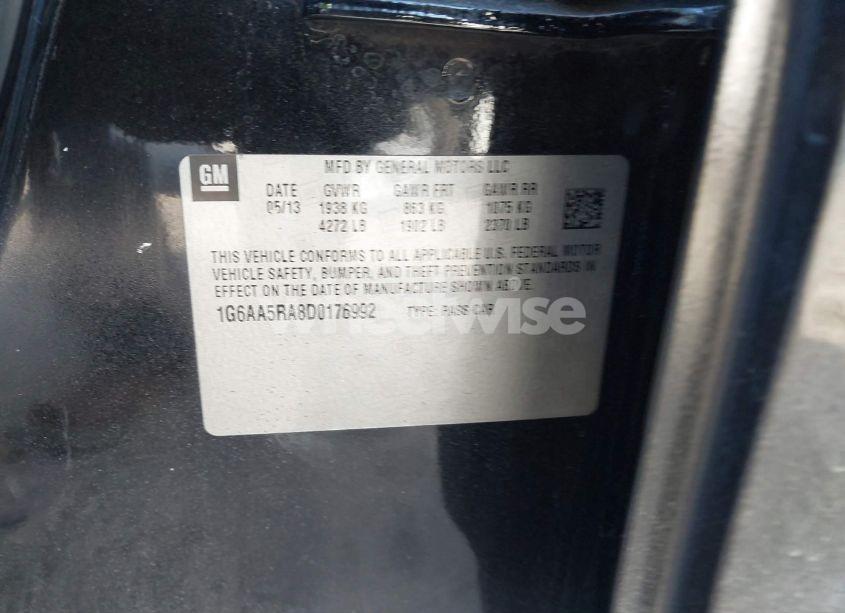 GM
MFD BY GENERAL MOTORS LLC
DATE GVWR GAWR FRT GAWR RR
05/13 1938 KG 863 KG 1075 KG
4272 LB 1902 LB 2370 LB
THIS VEHICLE CONFORMS TO ALL APPLICABLE U.S. FEDERAL MOTOR
VEHICLE SAFETY, BUMPER, AND THEFT PREVENTION STANDARDS IN
EFFECT ON THE DATE OF MANUFACTURE SHOWN ABOVE.
1G6AA5RA8D0176992 TYPE: PASS CAR